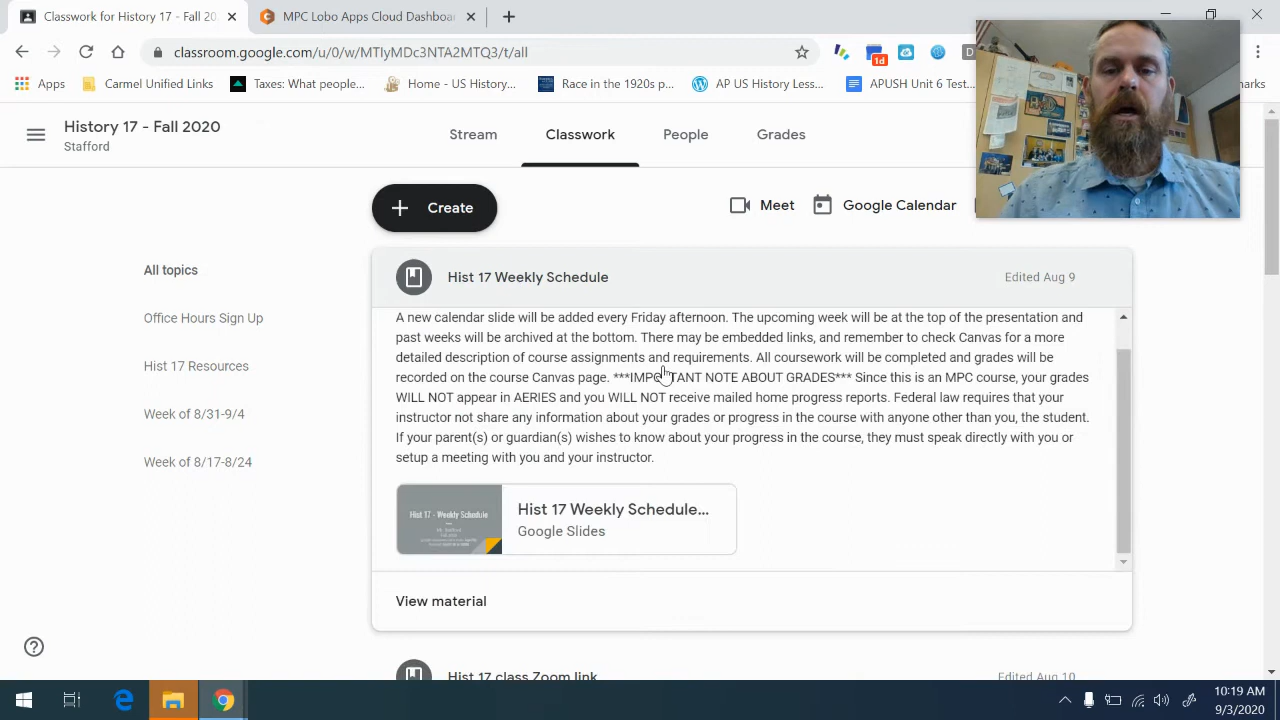 Classwork for History 17 - Fall 2020
MPC Lobo Apps Cloud Dashboard
classroom.google.com/u/0/w/MTIyMDc3NTA2MTQ3/t/all
1d
D
Apps
Carmel Unified Links
Taxes: What people...
Home - US History...
Race in the 1920s p...
AP US History Less...
APUSH Unit 6 Test...
marks
History 17 - Fall 2020
Stafford
Stream
Classwork
People
Grades
Create
Meet
Google Calendar
All topics
Office Hours Sign Up
Hist 17 Resources
Week of 8/31-9/4
Week of 8/17-8/24
Hist 17 Weekly Schedule
Edited Aug 9
A new calendar slide will be added every Friday afternoon. The upcoming week will be at the top of the presentation and
past weeks will be archived at the bottom. There may be embedded links, and remember to check Canvas for a more
detailed description of course assignments and requirements. All coursework will be completed and grades will be
recorded on the course Canvas page. ***IMPORTANT NOTE ABOUT GRADES*** Since this is an MPC course, your grades
WILL NOT appear in AERIES and you WILL NOT receive mailed home progress reports. Federal law requires that your
instructor not share any information about your grades or progress in the course with anyone other than you, the student.
If your parent(s) or guardian(s) wishes to know about your progress in the course, they must speak directly with you or
setup a meeting with you and your instructor.
Hist 17 - Weekly Schedule
Mr. Stafford
Fall 2020
Hist 17 Weekly Schedule...
Google Slides
View material
Hist 17 class Zoom link
Edited Aug 10
10:19 AM
9/3/2020